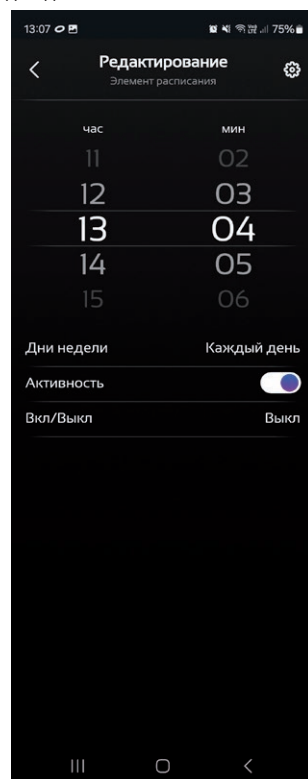 13:07 75%
Редактирование
Элемент расписания
час мин
11 02
12 03
13 04
14 05
15 06
Дни недели Каждый день
Активность
Вкл/Выкл Выкл